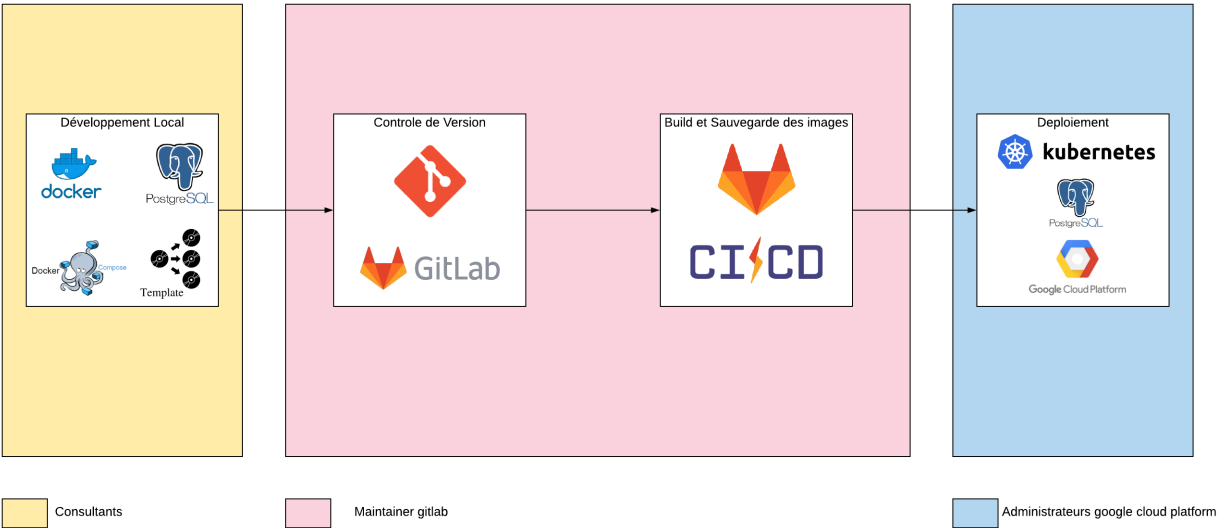 Développement Local
docker
PostgreSQL
Docker
Compose
Template
Controle de Version
GitLab
Build et Sauvegarde des images
CI/CD
Deploiement
kubernetes
PostgreSQL
Google Cloud Platform
Consultants
Maintainer gitlab
Administrateurs google cloud platform